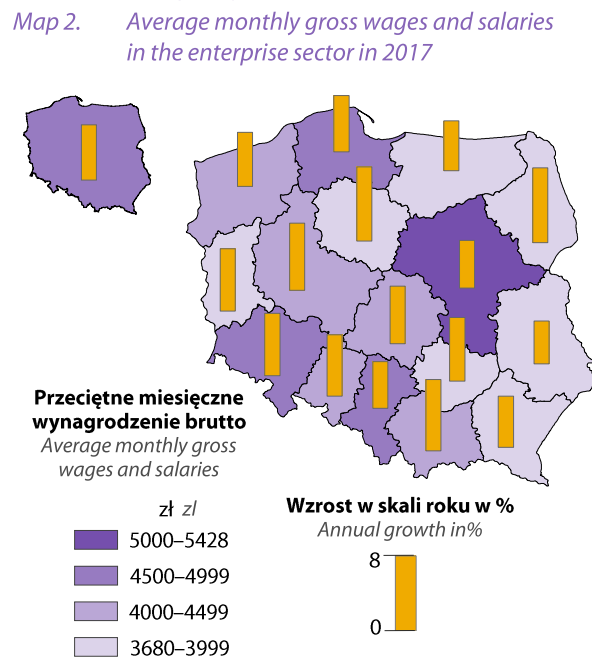 Map 2. Average monthly gross wages and salaries
in the enterprise sector in 2017
Przeciętne miesięczne
wynagrodzenie brutto
Average monthly gross
wages and salaries
zł zl
5000–5428
4500–4999
4000–4499
3680–3999
Wzrost w skali roku w %
Annual growth in%
8
0